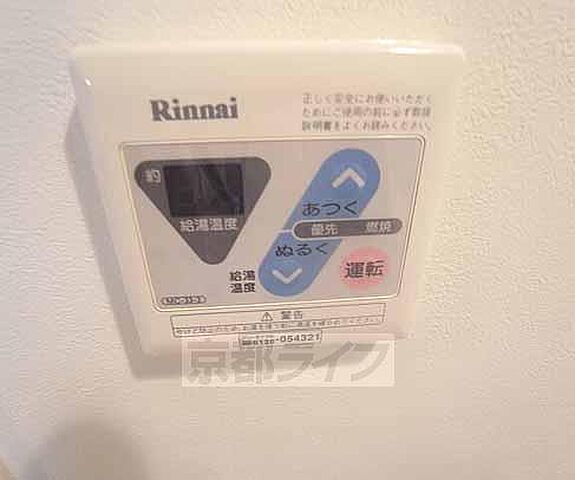 Rinnai
正しく安全にお使いいただく
ためにご使用の前に必ず取扱
説明書をよくお読みください。
約
給湯温度
あつく
優先 燃焼
ぬるく
給湯
温度
運転
⚠ 警告
0120-054321
京都ライフ